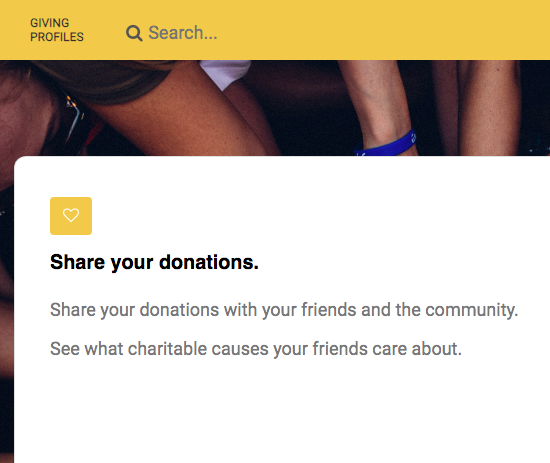 GIVING
PROFILES
Search...
Share your donations.
Share your donations with your friends and the community.
See what charitable causes your friends care about.